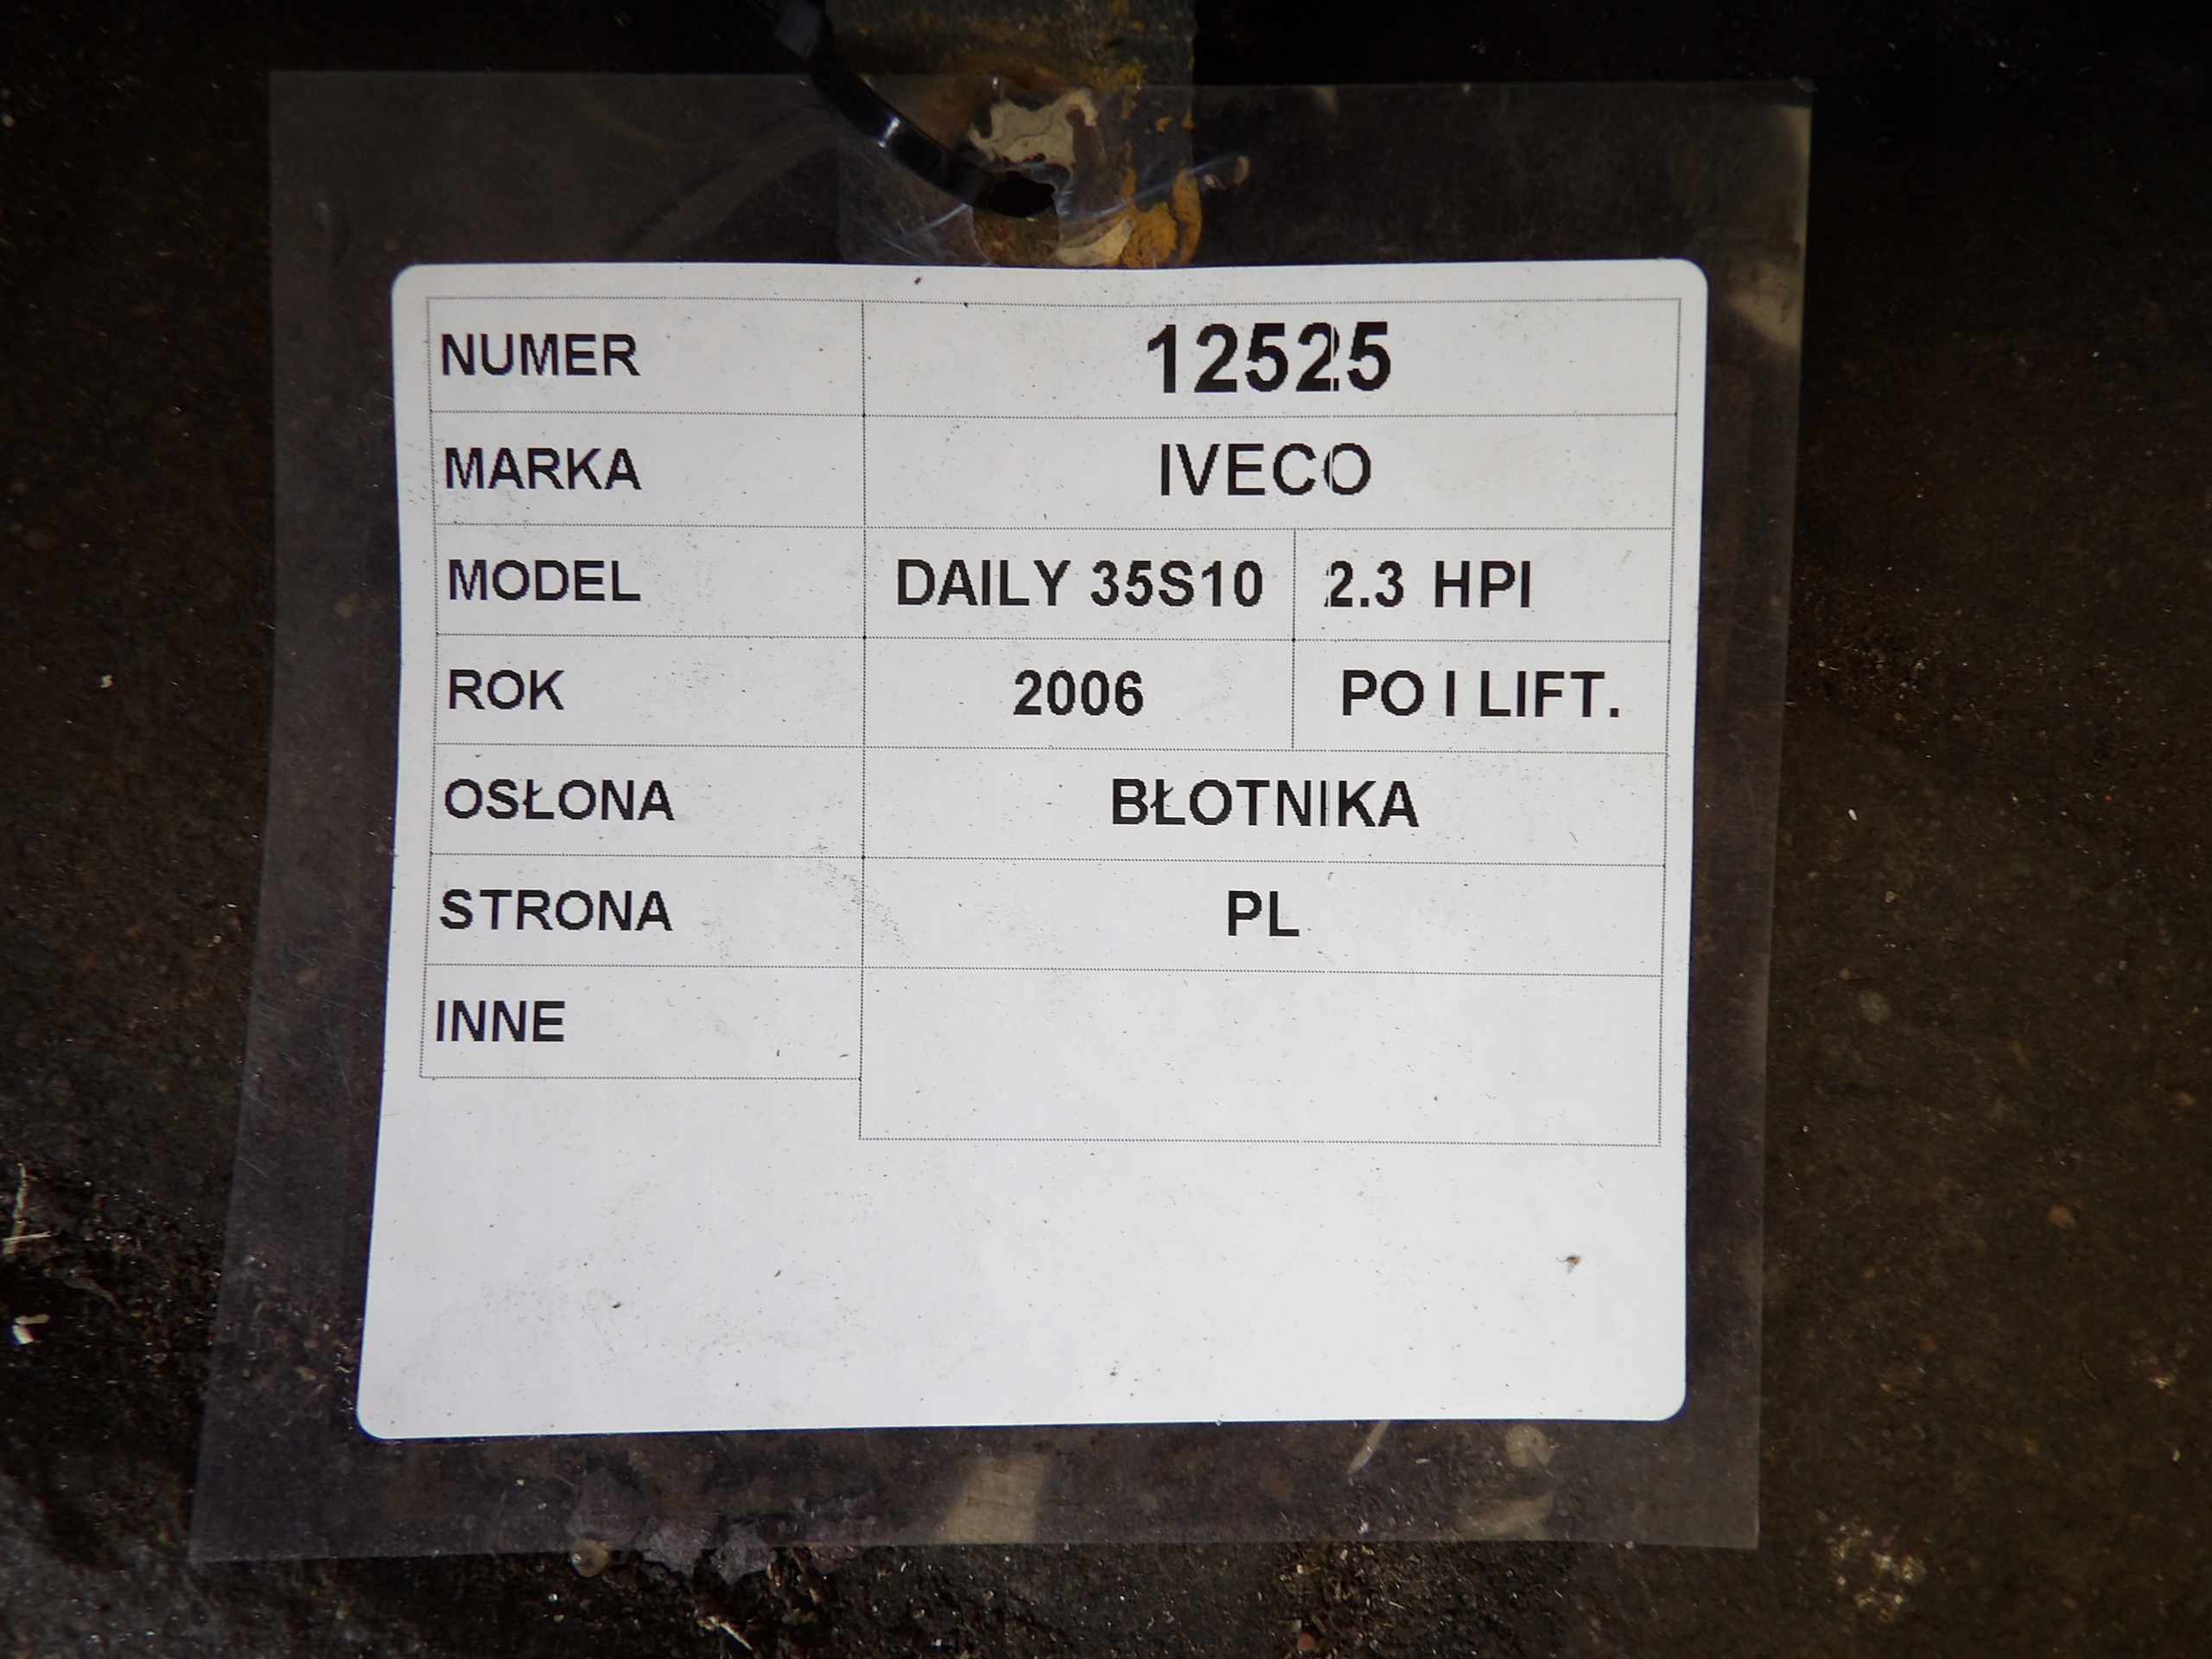 NUMER 12525
MARKA IVECO
MODEL DAILY 35S10 2.3 HPI
ROK 2006 PO I LIFT.
OSŁONA BŁOTNIKA
STRONA PL
INNE